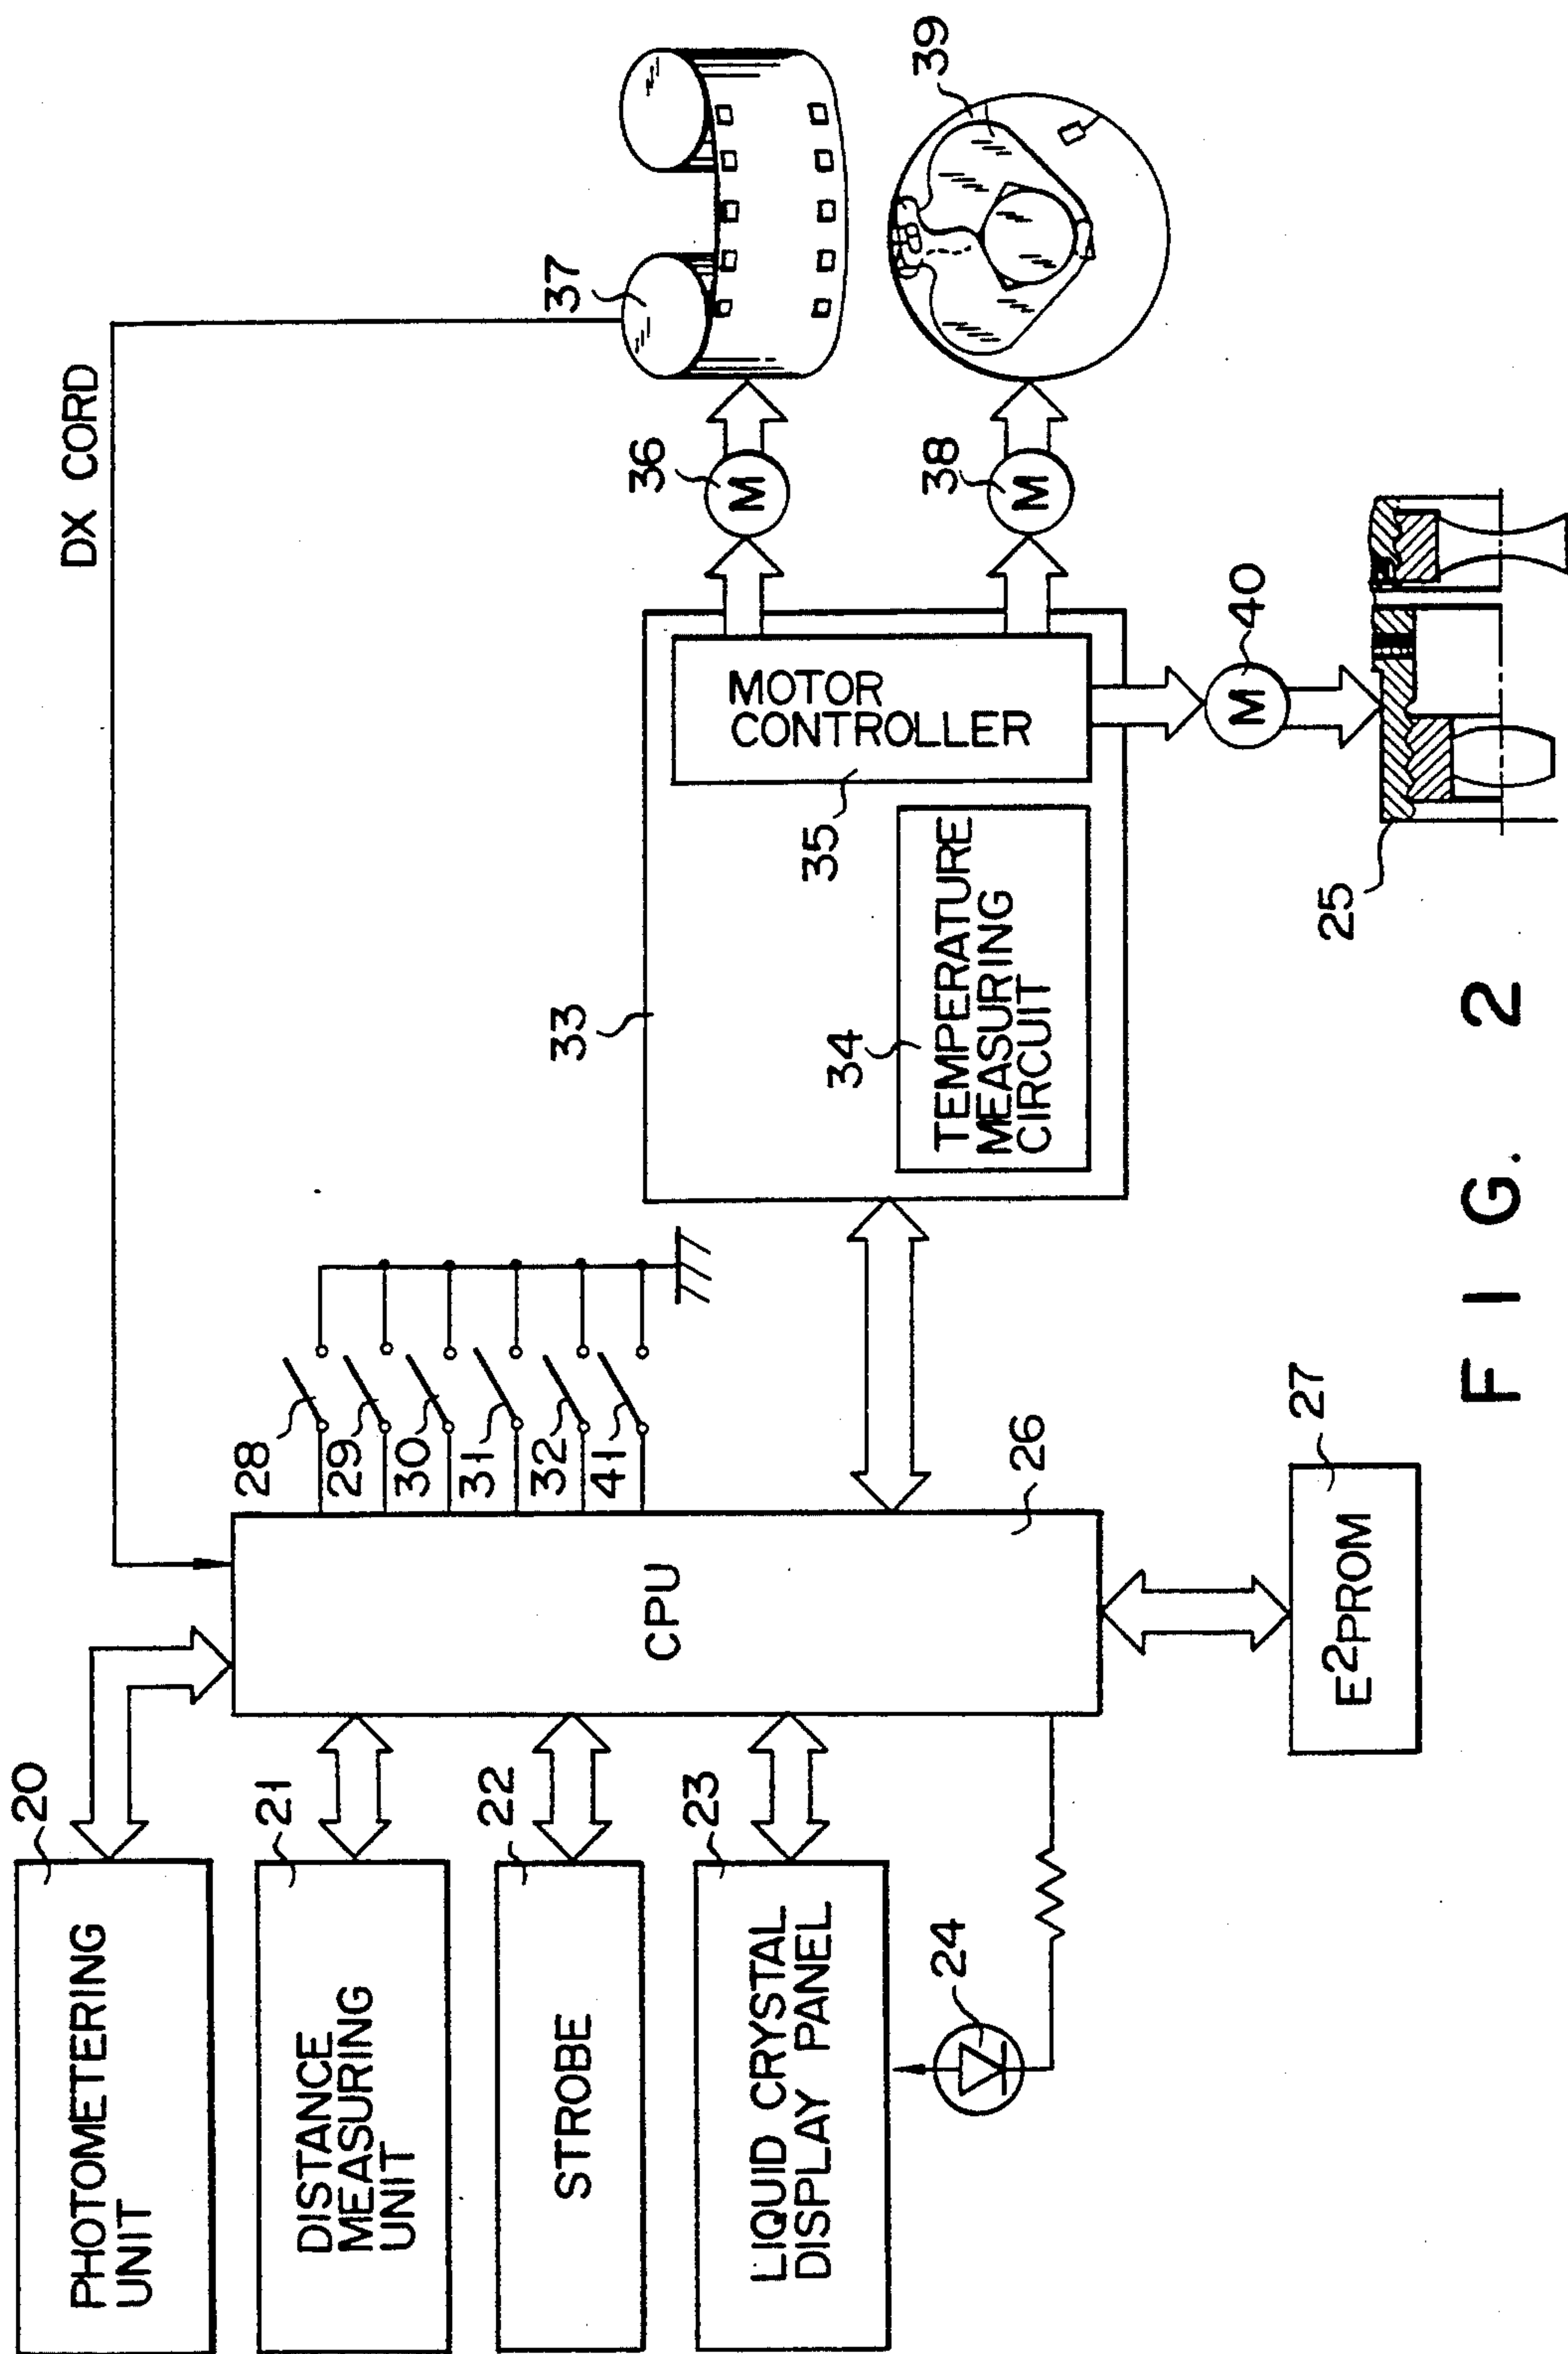 DX CORD
20
PHOTOMETERING
UNIT
21
DISTANCE
MEASURING
UNIT
22
STROBE
23
LIQUID CRYSTAL
DISPLAY PANEL
24
CPU
26
E²PROM
27
28
29
30
31
32
41
33
34
TEMPERATURE
MEASURING
CIRCUIT
MOTOR
CONTROLLER
35
36
M
37
38
M
39
40
M
25
FIG. 2